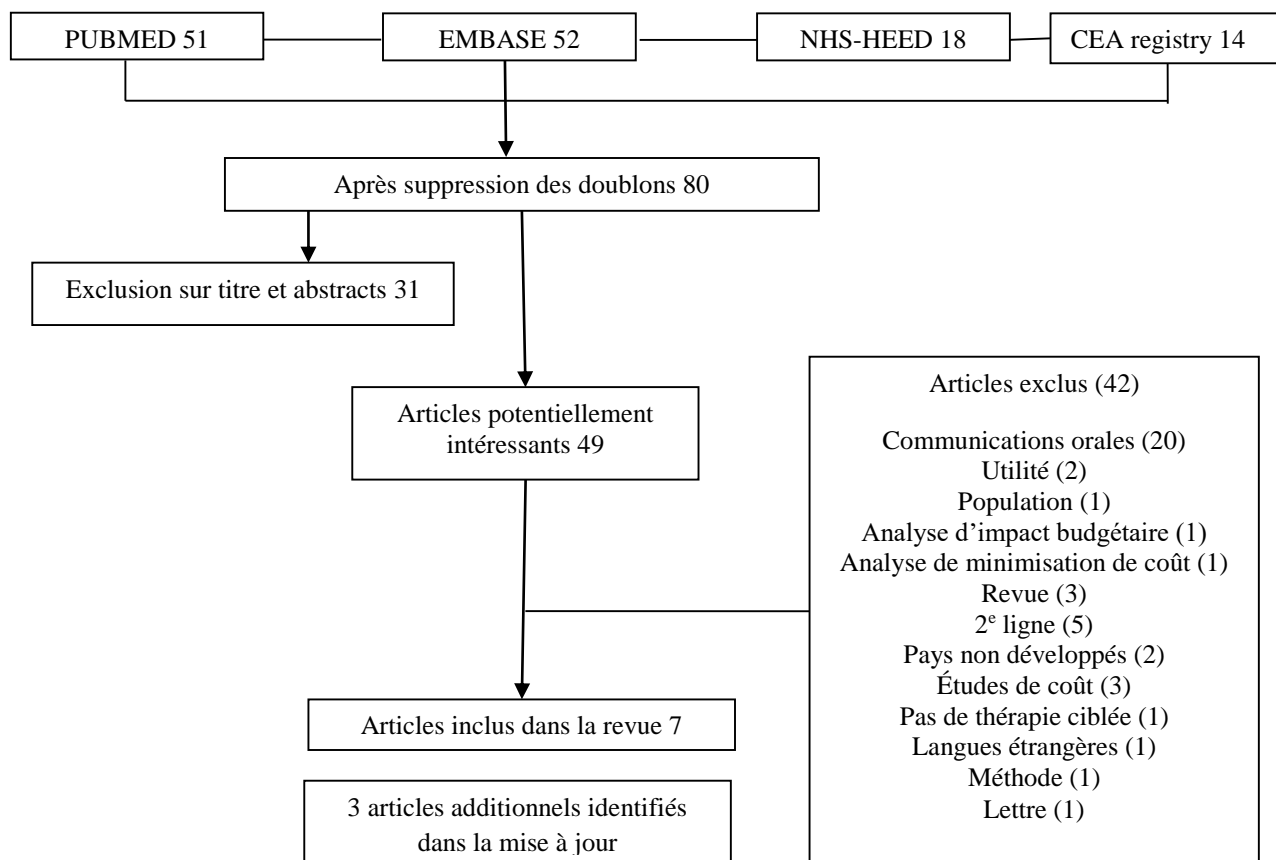 PUBMED 51
EMBASE 52
NHS-HEED 18
CEA registry 14
Après suppression des doublons 80
Exclusion sur titre et abstracts 31
Articles potentiellement
intéressants 49
Articles exclus (42)
Communications orales (20)
Utilité (2)
Population (1)
Analyse d’impact budgétaire (1)
Analyse de minimisation de coût (1)
Revue (3)
2e ligne (5)
Pays non développés (2)
Études de coût (3)
Pas de thérapie ciblée (1)
Langues étrangères (1)
Méthode (1)
Lettre (1)
Articles inclus dans la revue 7
3 articles additionnels identifiés
dans la mise à jour